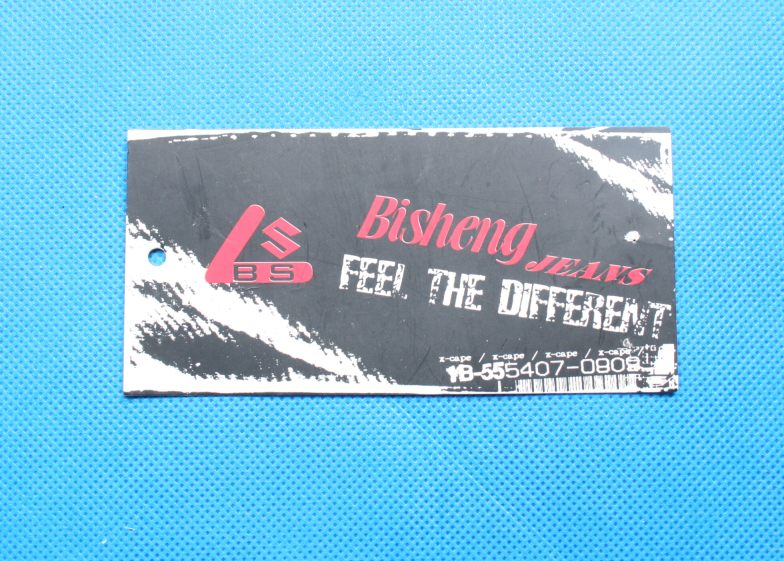 BS
Bisheng
JEANS
FEEL THE DIFFERENT
x-cape / x-cape / x-cape / x-cape /
YB-555407-0808